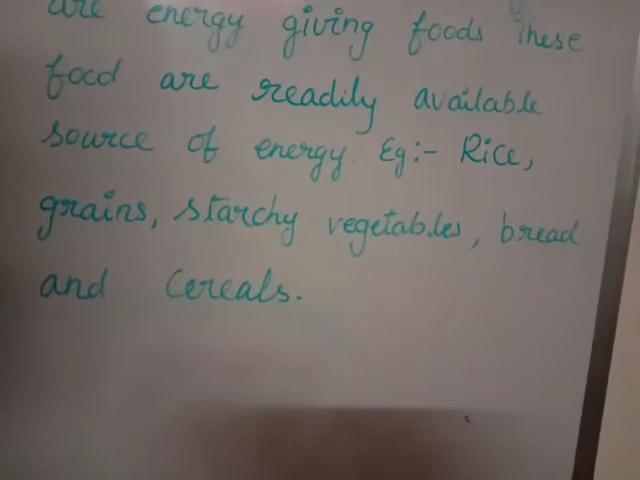 are energy giving foods These
food are readily available
source of energy. Eg:- Rice,
grains, starchy vegetables, bread
and Cereals.